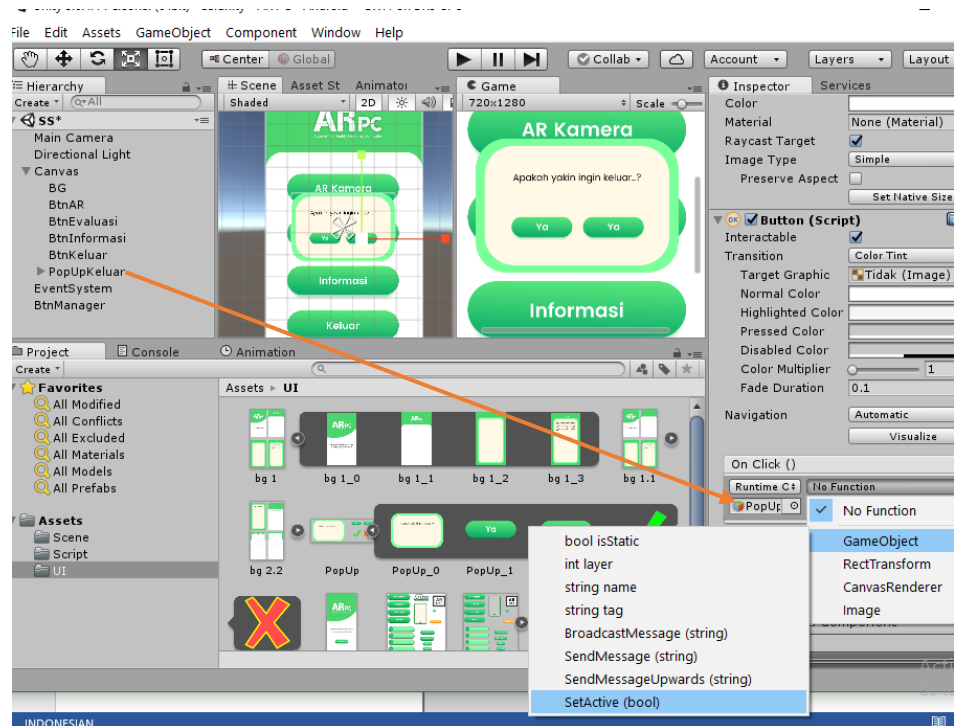 File Edit Assets GameObject Component Window Help
Center Global Collab Account Layers Layout
Hierarchy
Create All
SS*
Main Camera
Directional Light
Canvas
BG
BtnAR
BtnEvaluasi
BtnInformasi
BtnKeluar
PopUpKeluar
EventSystem
BtnManager
Scene Asset St Animator
Shaded 2D
ARPC
AR Kamera
Ya
Informasi
Keluar
Game
720x1280 Scale
AR Kamera
Apakah yakin ingin keluar..?
Ya Ya
Informasi
Inspector Services
Color
Material None (Material)
Raycast Target
Image Type Simple
Preserve Aspect
Set Native Size
Button (Script)
Interactable
Transition Color Tint
Target Graphic Tidak (Image)
Normal Color
Highlighted Color
Pressed Color
Disabled Color
Color Multiplier 1
Fade Duration 0.1
Navigation Automatic
Visualize
On Click ()
Runtime No Function
PopUp
No Function
GameObject
RectTransform
CanvasRenderer
Image
Project Console Animation
Create
Favorites
All Modified
All Conflicts
All Excluded
All Materials
All Models
All Prefabs
Assets
Scene
Script
UI
Assets UI
bg 1 bg 1_0 bg 1_1 bg 1_2 bg 1_3 bg 1.1
Ya
bg 2.2 PopUp PopUp_0 PopUp_1
ARPC
bool isStatic
int layer
string name
string tag
BroadcastMessage (string)
SendMessage (string)
SendMessageUpwards (string)
SetActive (bool)
INDONESIAN